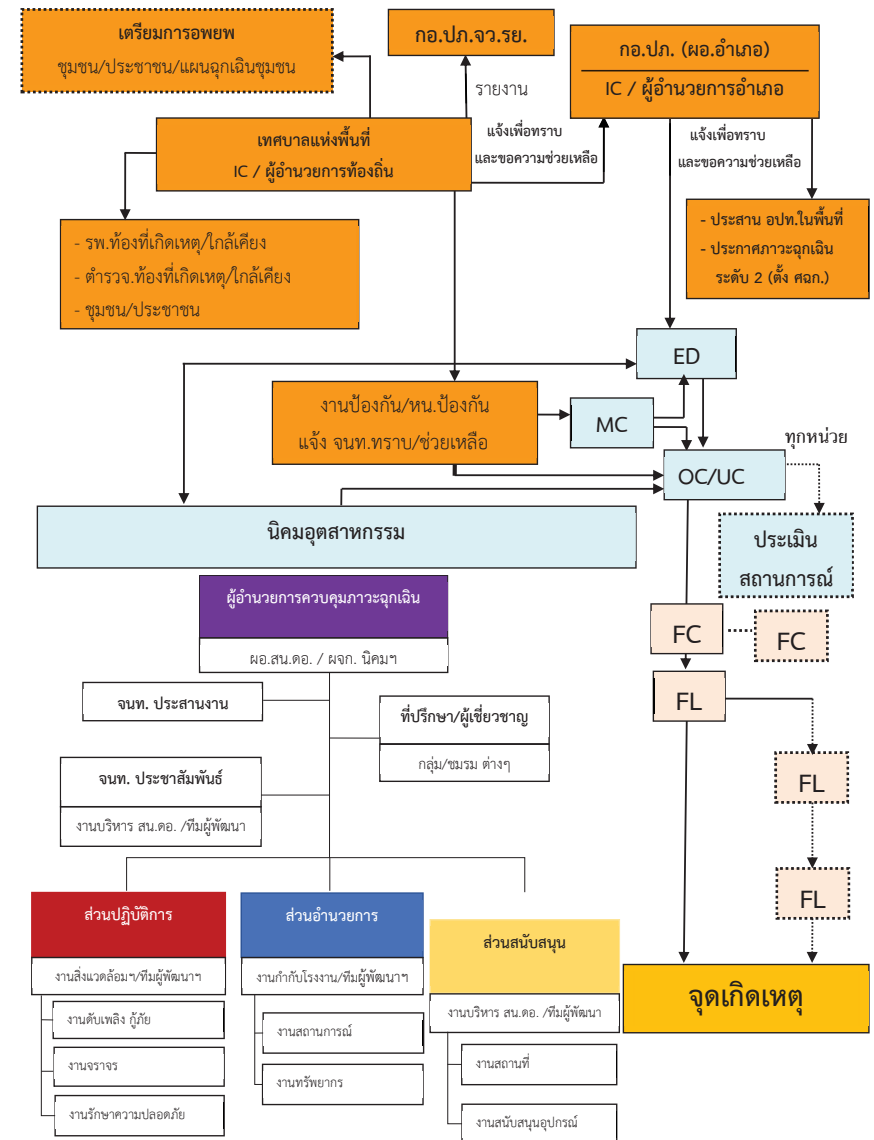 เตรียมการอพยพ
ชุมชน/ประชาชน/แผนฉุกเฉินชุมชน
กอ.ปภ.จว.รย.
กอ.ปภ. (ผอ.อำเภอ)
IC / ผู้อำนวยการอำเภอ
รายงาน
เทศบาลแห่งพื้นที่
IC / ผู้อำนวยการท้องถิ่น
แจ้งเพื่อทราบ
และขอความช่วยเหลือ
แจ้งเพื่อทราบ
และขอความช่วยเหลือ
- รพ.ท้องที่เกิดเหตุ/ใกล้เคียง
- ตำรวจ.ท้องที่เกิดเหตุ/ใกล้เคียง
- ชุมชน/ประชาชน
- ประสาน อปท.ในพื้นที่
- ประกาศภาวะฉุกเฉิน
ระดับ 2 (ตั้ง ศฉก.)
ED
งานป้องกัน/หน.ป้องกัน
แจ้ง จนท.ทราบ/ช่วยเหลือ
MC
OC/UC
ทุกหน่วย
นิคมอุตสาหกรรม
ประเมิน
สถานการณ์
ผู้อำนวยการควบคุมภาวะฉุกเฉิน
ผอ.สน.ดอ. / ผจก. นิคมฯ
FC
FC
จนท. ประสานงาน
ที่ปรึกษา/ผู้เชี่ยวชาญ
กลุ่ม/ชมรม ต่างๆ
FL
จนท. ประชาสัมพันธ์
งานบริหาร สน.ดอ. /ทีมผู้พัฒนา
FL
FL
ส่วนปฏิบัติการ
งานสิ่งแวดล้อมฯ/ทีมผู้พัฒนาฯ
งานดับเพลิง กู้ภัย
งานจราจร
งานรักษาความปลอดภัย
ส่วนอำนวยการ
งานกำกับโรงงาน/ทีมผู้พัฒนาฯ
งานสถานการณ์
งานทรัพยากร
ส่วนสนับสนุน
งานบริหาร สน.ดอ. /ทีมผู้พัฒนา
งานสถานที่
งานสนับสนุนอุปกรณ์
จุดเกิดเหตุ